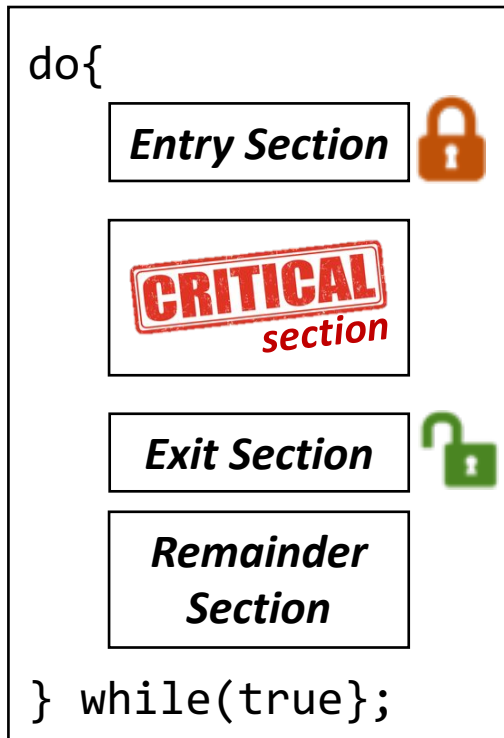 do{
Entry Section
CRITICAL
section
Exit Section
Remainder
Section
} while(true};